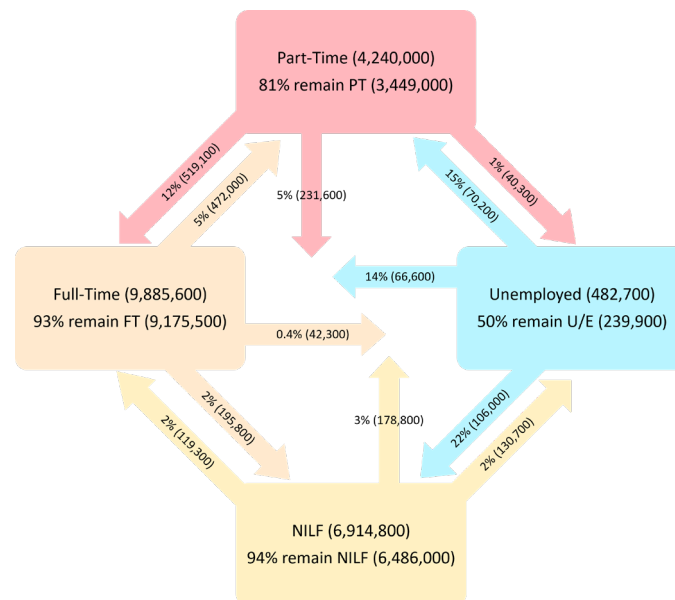 Part-Time (4,240,000)
81% remain PT (3,449,000)
12% (519,100)
5% (472,000)
5% (231,600)
15% (70,200)
1% (40,300)
14% (66,600)
Full-Time (9,885,600)
93% remain FT (9,175,500)
Unemployed (482,700)
50% remain U/E (239,900)
0.4% (42,300)
2% (119,300)
2% (195,800)
3% (178,800)
22% (106,000)
2% (130,700)
NILF (6,914,800)
94% remain NILF (6,486,000)